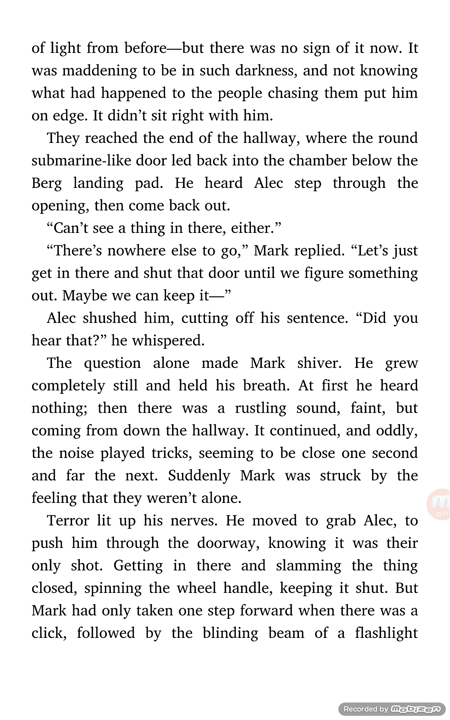 of light from before—but there was no sign of it now. It
was maddening to be in such darkness, and not knowing
what had happened to the people chasing them put him
on edge. It didn’t sit right with him.
They reached the end of the hallway, where the round
submarine-like door led back into the chamber below the
Berg landing pad. He heard Alec step through the
opening, then come back out.
“Can’t see a thing in there, either.”
“There’s nowhere else to go,” Mark replied. “Let’s just
get in there and shut that door until we figure something
out. Maybe we can keep it—”
Alec shushed him, cutting off his sentence. “Did you
hear that?” he whispered.
The question alone made Mark shiver. He grew
completely still and held his breath. At first he heard
nothing; then there was a rustling sound, faint, but
coming from down the hallway. It continued, and oddly,
the noise played tricks, seeming to be close one second
and far the next. Suddenly Mark was struck by the
feeling that they weren’t alone.
Terror lit up his nerves. He moved to grab Alec, to
push him through the doorway, knowing it was their
only shot. Getting in there and slamming the thing
closed, spinning the wheel handle, keeping it shut. But
Mark had only taken one step forward when there was a
click, followed by the blinding beam of a flashlight
Recorded by mobizen